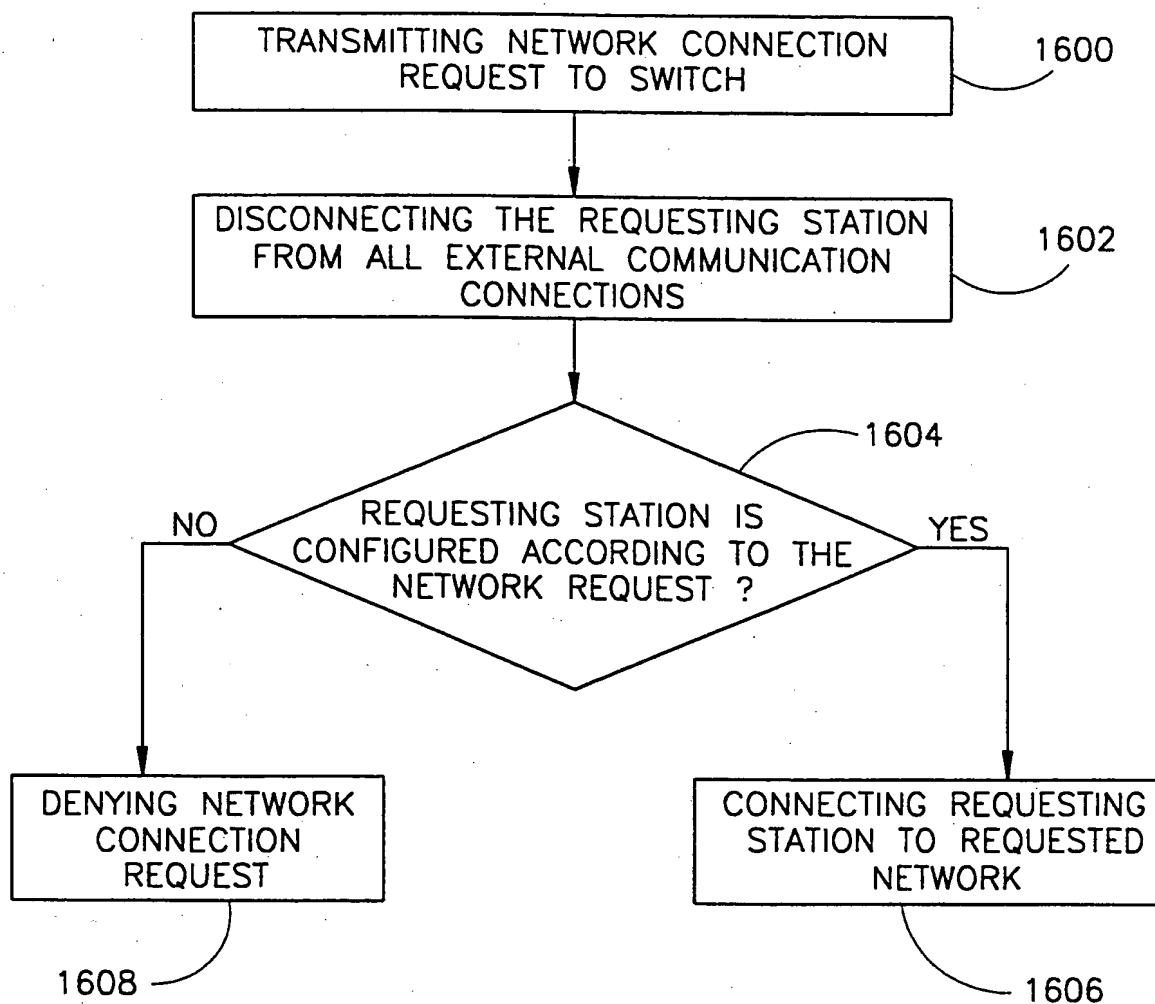 TRANSMITTING NETWORK CONNECTION
REQUEST TO SWITCH
1600
DISCONNECTING THE REQUESTING STATION
FROM ALL EXTERNAL COMMUNICATION
CONNECTIONS
1602
1604
REQUESTING STATION IS
CONFIGURED ACCORDING TO THE
NETWORK REQUEST ?
NO
YES
DENYING NETWORK
CONNECTION
REQUEST
1608
CONNECTING REQUESTING
STATION TO REQUESTED
NETWORK
1606